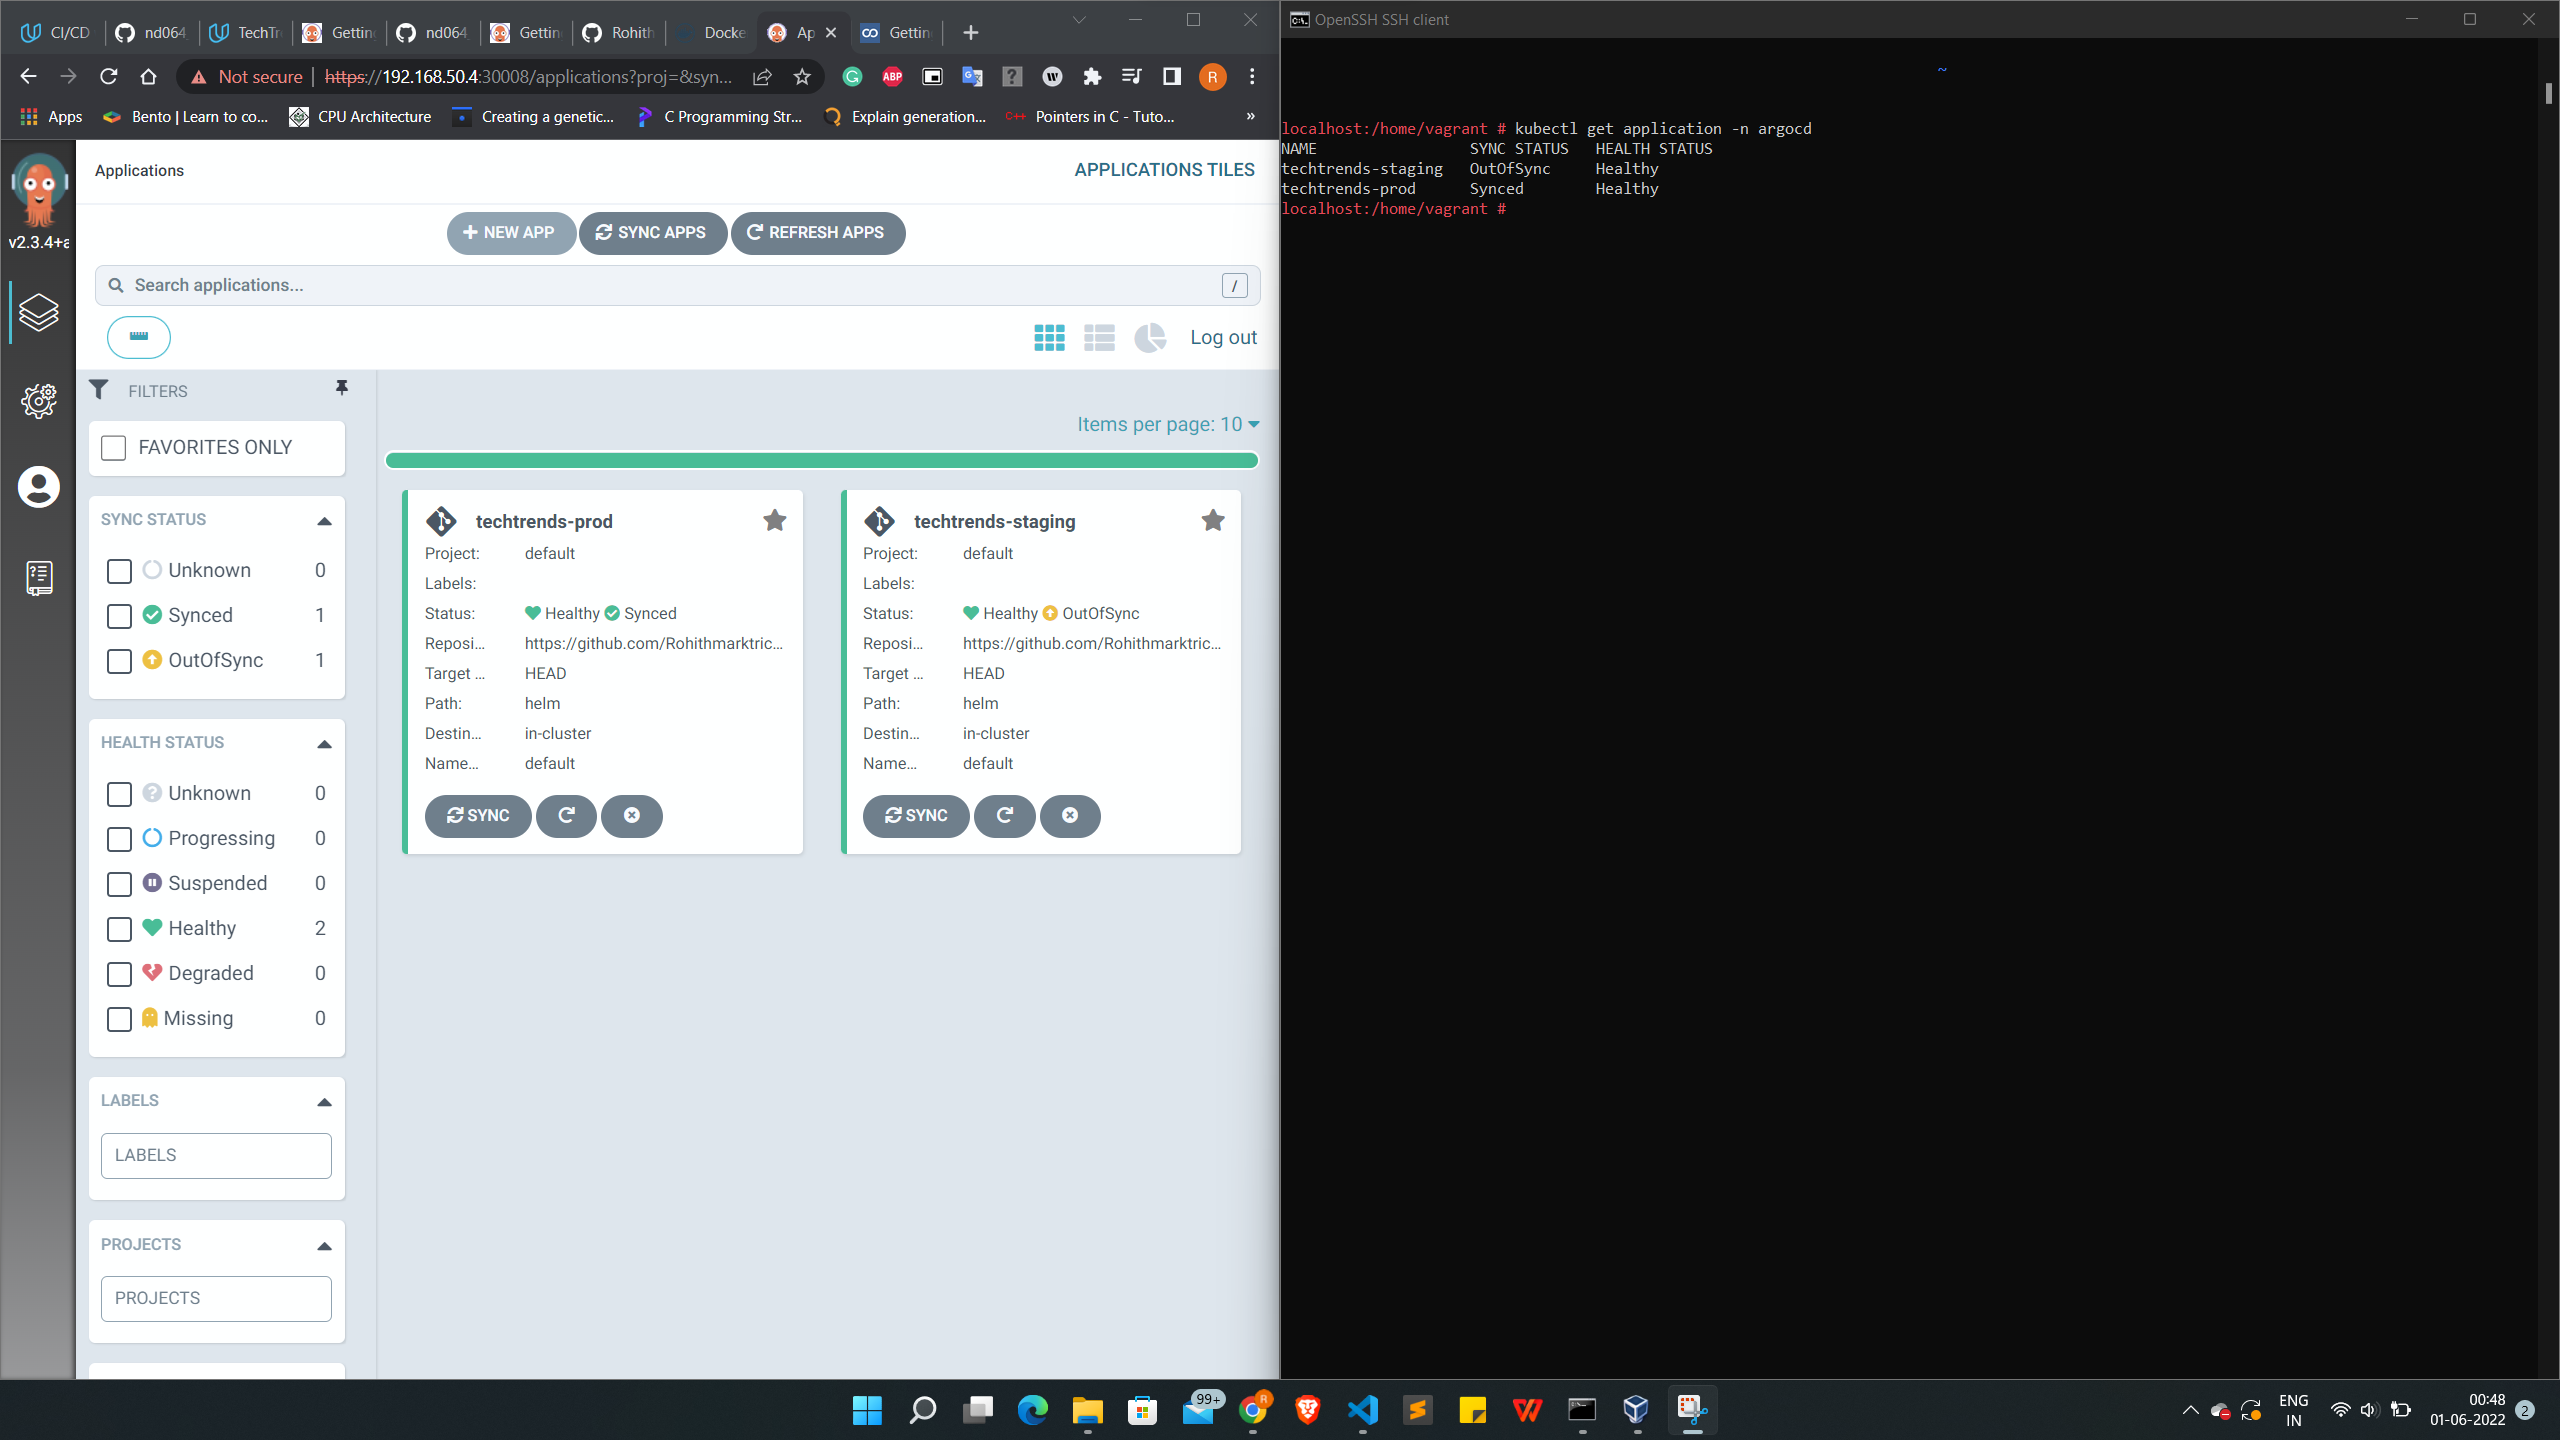 CI/CD
nd064
TechTr
Getting
nd064
Gettin
Rohith
Docke
Ap
Gettin
Not secure
https://192.168.50.4:30008/applications?proj=&syn...
ABP
W
R
Apps
Bento | Learn to co...
CPU Architecture
Creating a genetic...
C Programming Str...
Explain generation...
C++
Pointers in C - Tuto...
»
v2.3.4+a
Applications
APPLICATIONS TILES
NEW APP
SYNC APPS
REFRESH APPS
Search applications...
/
Log out
FILTERS
FAVORITES ONLY
SYNC STATUS
Unknown 0
Synced 1
OutOfSync 1
HEALTH STATUS
Unknown 0
Progressing 0
Suspended 0
Healthy 2
Degraded 0
Missing 0
LABELS
LABELS
PROJECTS
PROJECTS
Items per page: 10
techtrends-prod
Project: default
Labels:
Status: Healthy Synced
Reposi... https://github.com/Rohithmarktric...
Target ... HEAD
Path: helm
Destin... in-cluster
Name... default
SYNC
techtrends-staging
Project: default
Labels:
Status: Healthy OutOfSync
Reposi... https://github.com/Rohithmarktric...
Target ... HEAD
Path: helm
Destin... in-cluster
Name... default
SYNC
OpenSSH SSH client
~
localhost:/home/vagrant # kubectl get application -n argocd
NAME SYNC STATUS HEALTH STATUS
techtrends-staging OutOfSync Healthy
techtrends-prod Synced Healthy
localhost:/home/vagrant #
99+
R
ENG
IN
00:48
01-06-2022
2